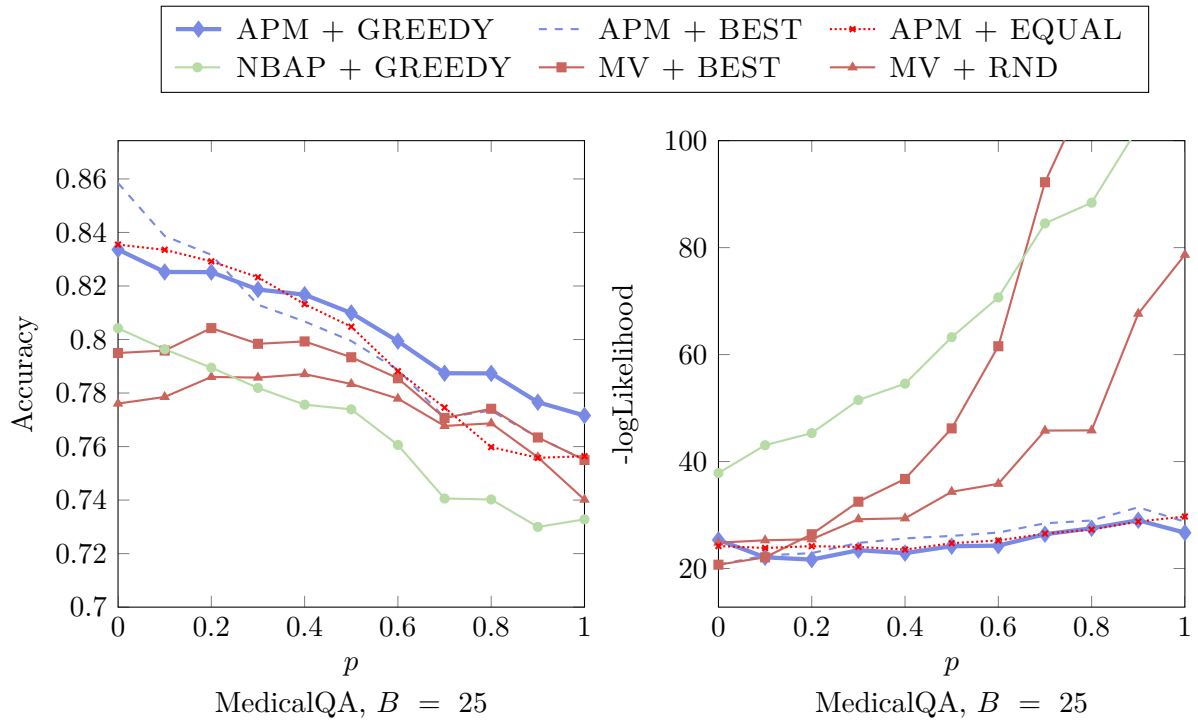 APM + GREEDY APM + BEST APM + EQUAL
NBAP + GREEDY MV + BEST MV + RND
0.86
0.84
0.82
0.8
0.78
0.76
0.74
0.72
0.7
Accuracy
0 0.2 0.4 0.6 0.8 1
p
MedicalQA, B = 25
100
80
60
40
20
-logLikelihood
0 0.2 0.4 0.6 0.8 1
p
MedicalQA, B = 25